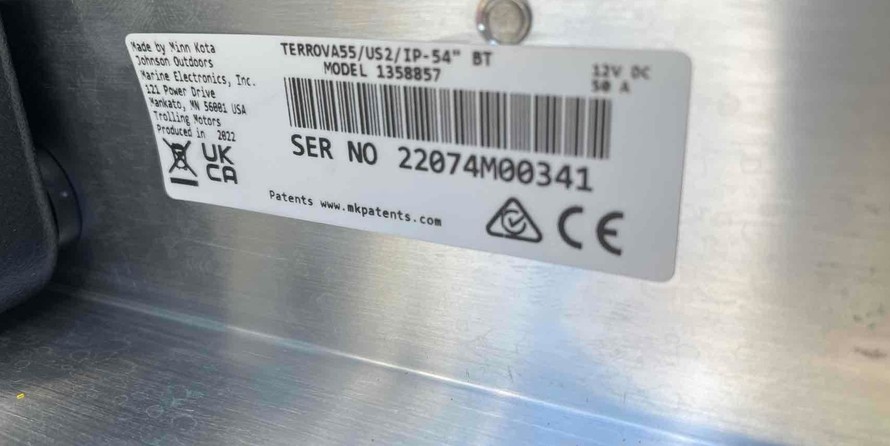 Made by Minn Kota
Johnson Outdoors
Marine Electronics, Inc.
121 Power Drive
Mankato, MN 56001 USA
Trolling Motors
Produced in 2022
UK
CA
TERROVA55/US2/IP-54" BT
MODEL 1358857
12V DC
50 A
SER NO 22074M00341
Patents www.mkpatents.com
CE